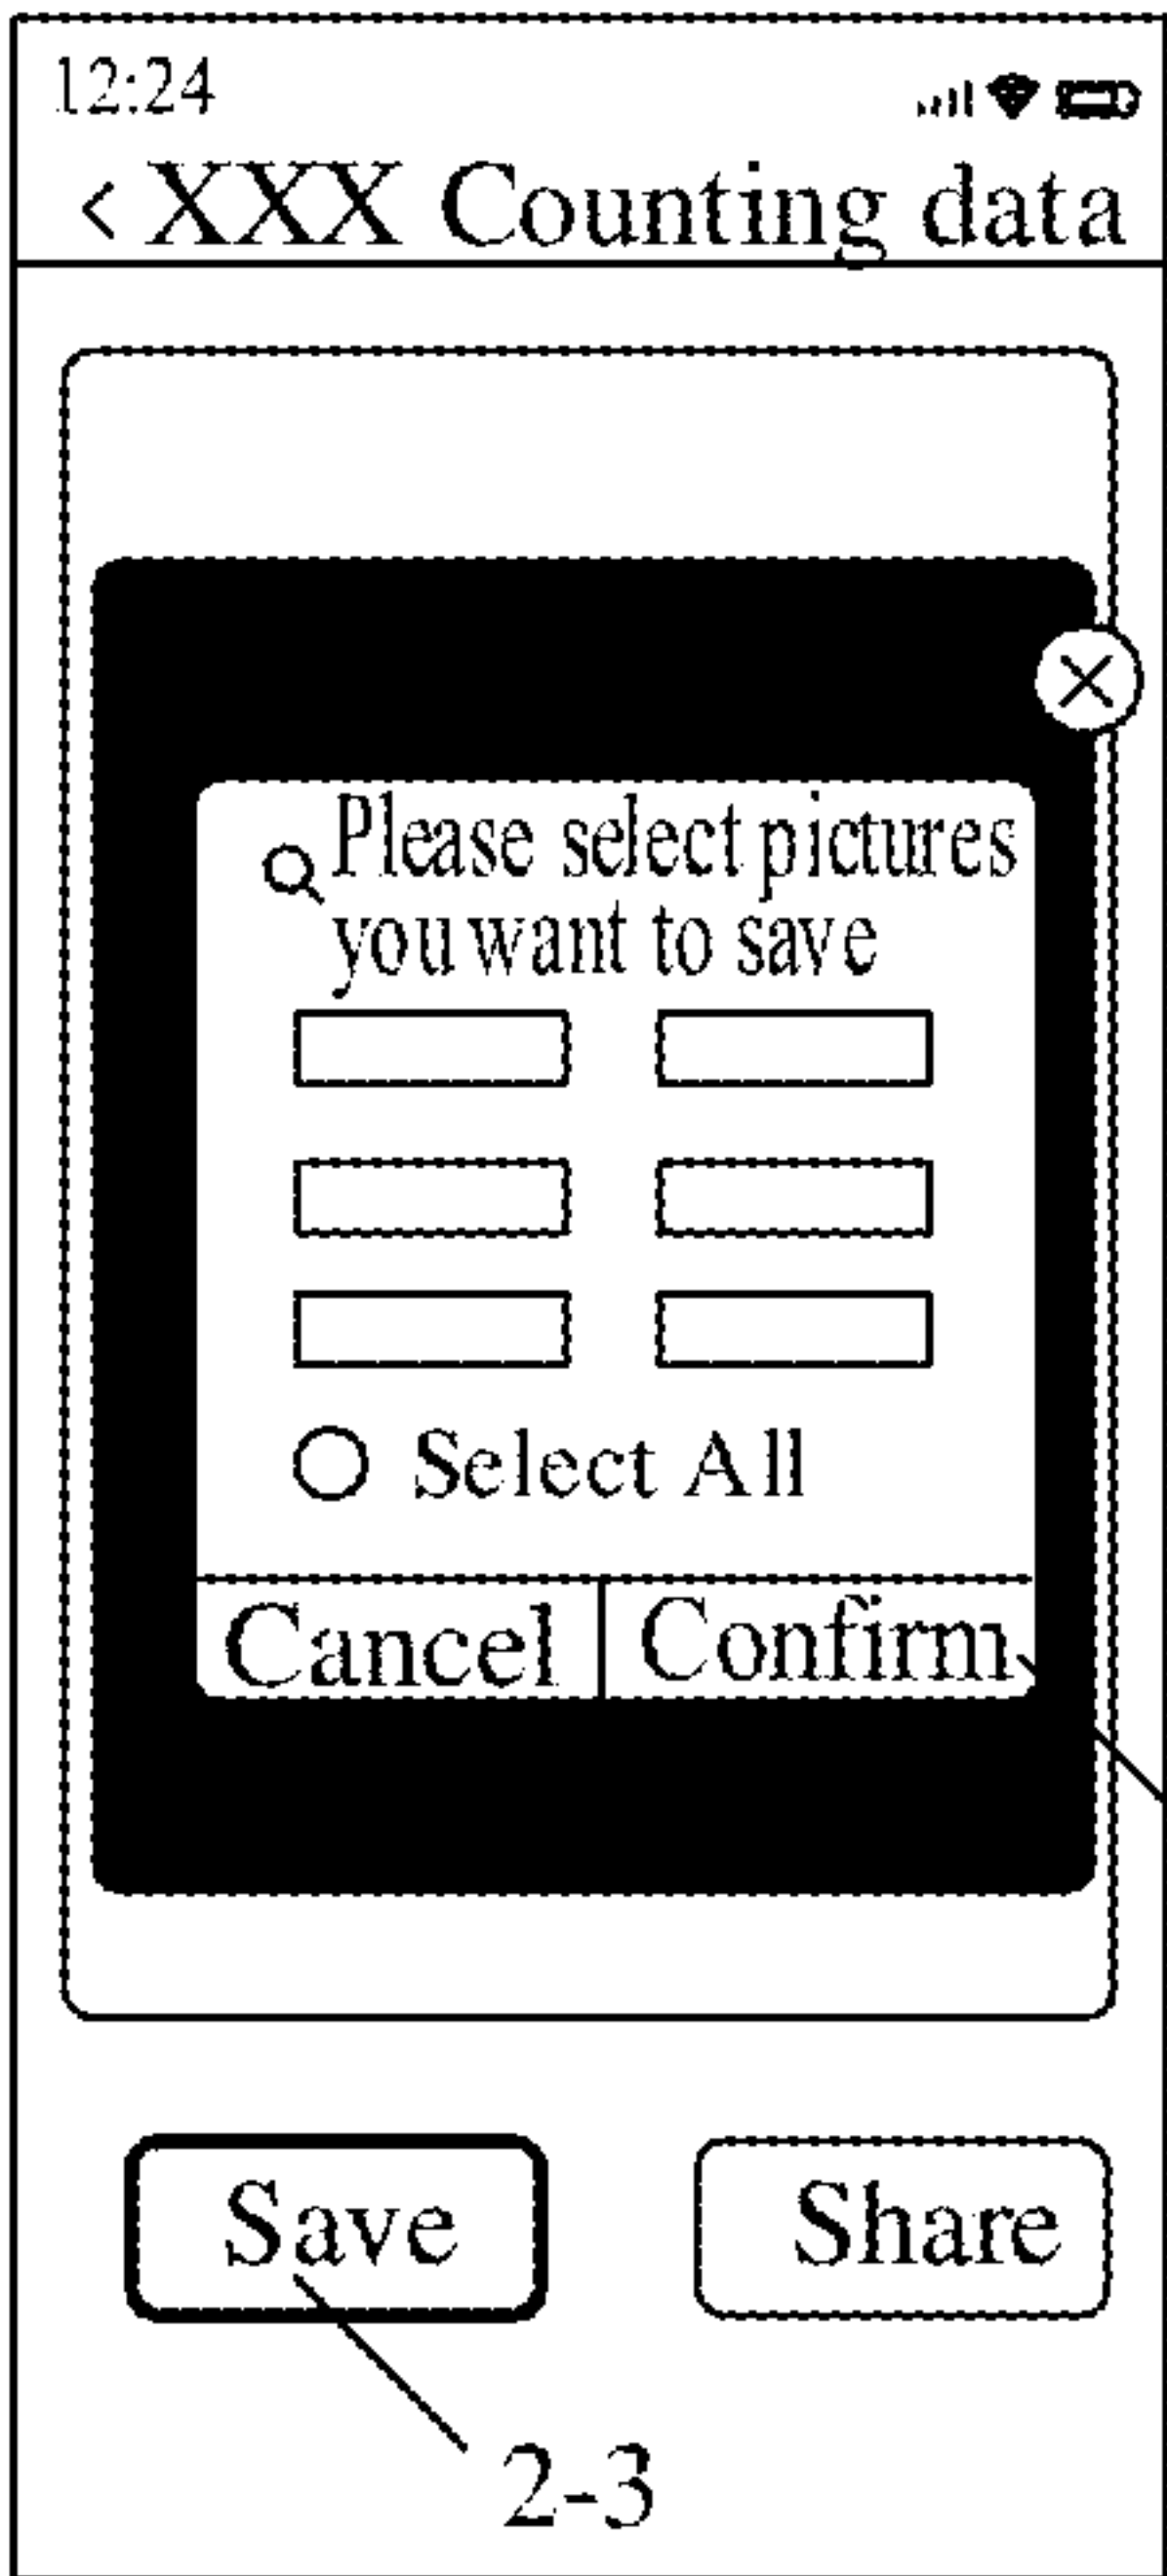 12:24
< XXX Counting data
Please select pictures
you want to save
Select All
Cancel Confirm
Save Share
2-3